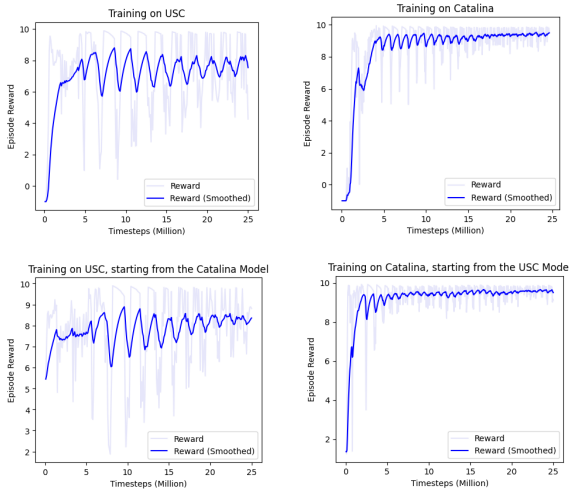 Training on USC
10
8
6
4
2
0
Episode Reward
Reward
Reward (Smoothed)
0 5 10 15 20 25
Timesteps (Million)
Training on Catalina
10
8
6
4
2
0
Episode Reward
Reward
Reward (Smoothed)
0 5 10 15 20 25
Timesteps (Million)
Training on USC, starting from the Catalina Model
10
9
8
7
6
5
4
3
2
Episode Reward
Reward
Reward (Smoothed)
0 5 10 15 20 25
Timesteps (Million)
Training on Catalina, starting from the USC Mode
10
8
6
4
2
Episode Reward
Reward
Reward (Smoothed)
0 5 10 15 20 25
Timesteps (Million)